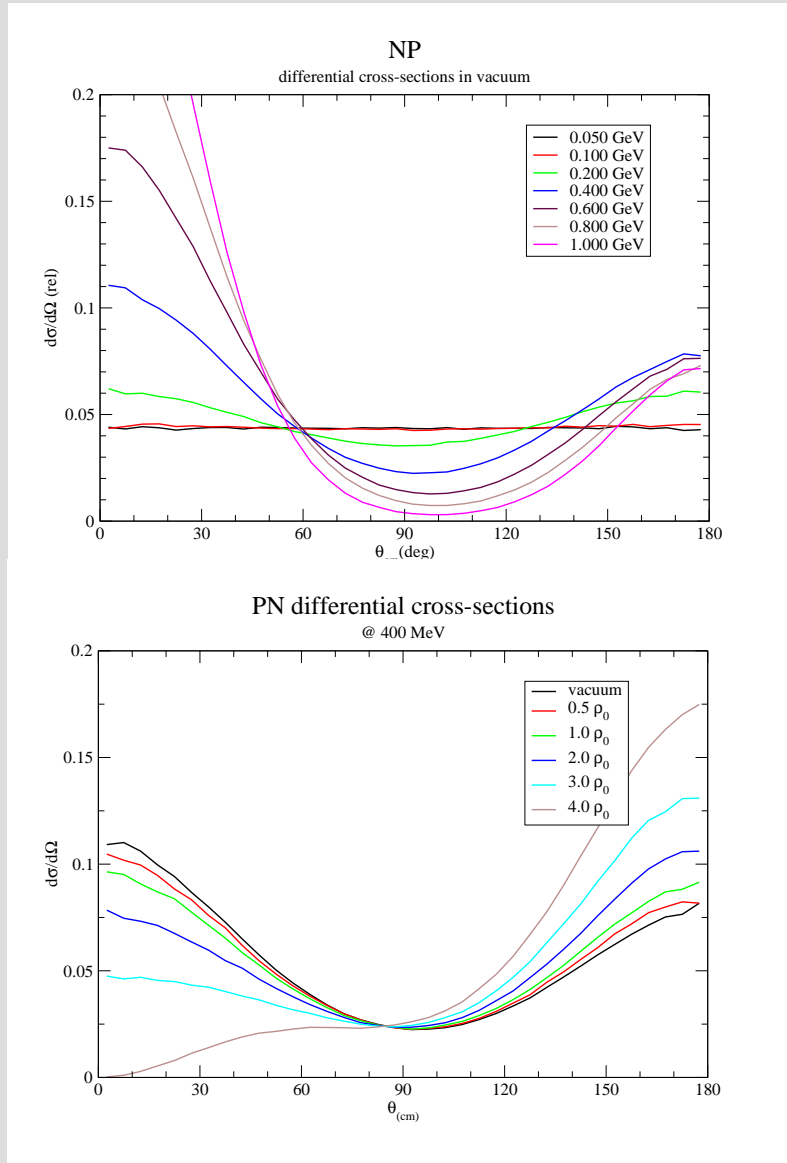 NP
differential cross-sections in vacuum
0.2
0.15
0.1
0.05
0
dσ/dΩ (rel)
0.050 GeV
0.100 GeV
0.200 GeV
0.400 GeV
0.600 GeV
0.800 GeV
1.000 GeV
0 30 60 90 120 150 180
θ (deg)
PN differential cross-sections
@ 400 MeV
0.2
0.15
0.1
0.05
0
dσ/dΩ
vacuum
0.5 ρ0
1.0 ρ0
2.0 ρ0
3.0 ρ0
4.0 ρ0
0 30 60 90 120 150 180
θ(cm)